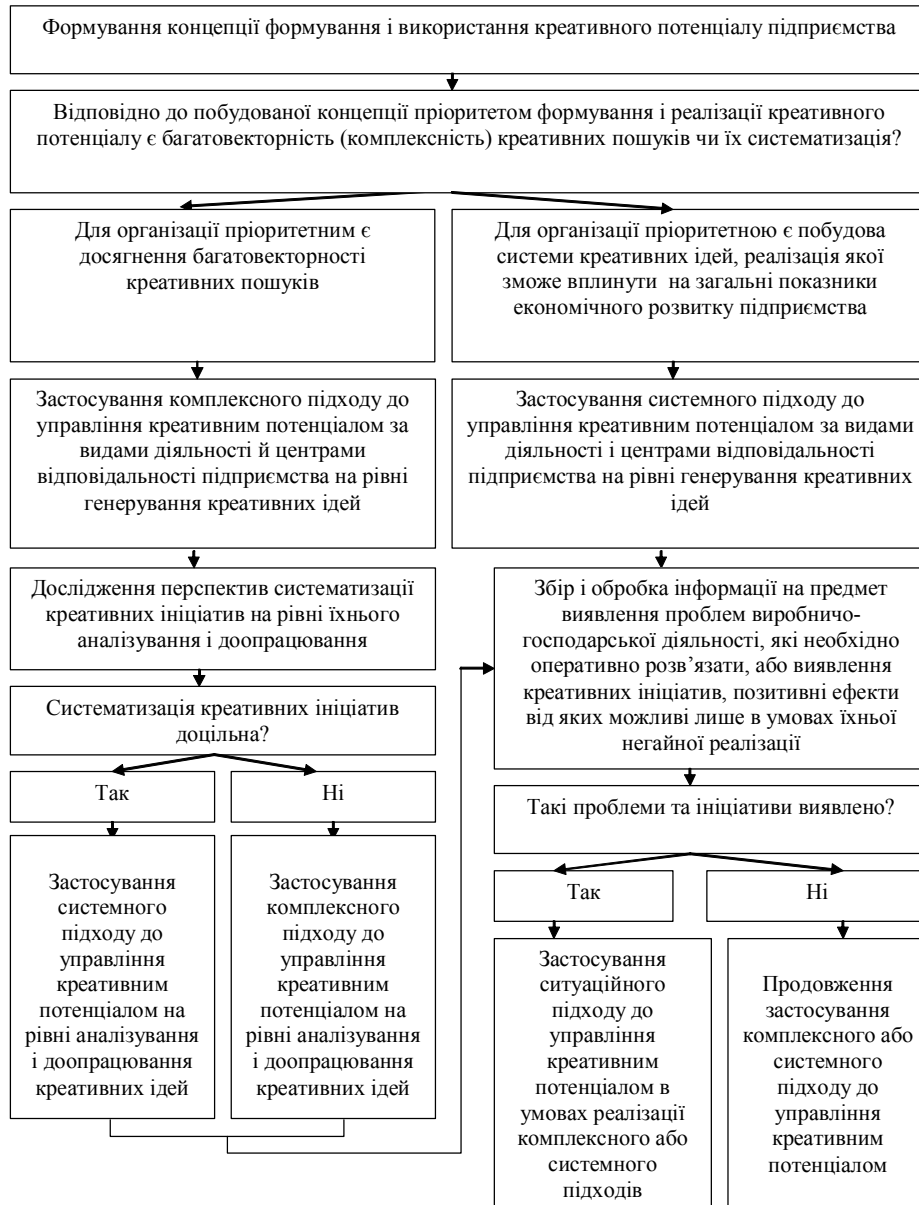 Формування концепції формування і використання креативного потенціалу підприємства
Відповідно до побудованої концепції пріоритетом формування і реалізації креативного
потенціалу є багатовекторність (комплексність) креативних пошуків чи їх систематизація?
Для організації пріоритетним є
досягнення багатовекторності
креативних пошуків
Для організації пріоритетною є побудова
системи креативних ідей, реалізація якої
зможе вплинути на загальні показники
економічного розвитку підприємства
Застосування комплексного підходу до
управління креативним потенціалом за
видами діяльності й центрами
відповідальності підприємства на рівні
генерування креативних ідей
Застосування системного підходу до
управління креативним потенціалом за видами
діяльності і центрами відповідальності
підприємства на рівні генерування креативних
ідей
Дослідження перспектив систематизації
креативних ініціатив на рівні їхнього
аналізування і доопрацювання
Збір і обробка інформації на предмет
виявлення проблем виробничо-
господарської діяльності, які необхідно
оперативно розв’язати, або виявлення
креативних ініціатив, позитивні ефекти
від яких можливі лише в умовах їхньої
негайної реалізації
Систематизація креативних ініціатив
доцільна?
Так
Ні
Такі проблеми та ініціативи виявлено?
Застосування
системного
підходу до
управління
креативним
потенціалом на
рівні аналізування
і доопрацювання
креативних ідей
Застосування
комплексного
підходу до
управління
креативним
потенціалом на
рівні аналізування
і доопрацювання
креативних ідей
Так
Ні
Застосування
ситуаційного
підходу до
управління
креативним
потенціалом в
умовах реалізації
комплексного або
системного
підходів
Продовження
застосування
комплексного або
системного
підходу до
управління
креативним
потенціалом